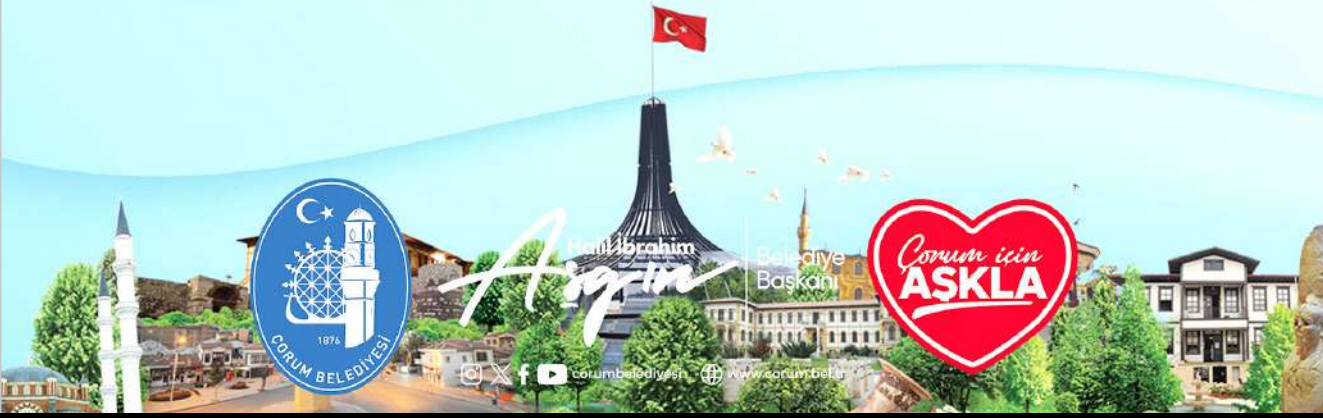 Halil İbrahim
Aşgın
Belediye
Başkanı
Çorum için
AŞKLA
1876
ÇORUM BELEDİYESİ
corumbelediyesi
www.corum.bel.tr